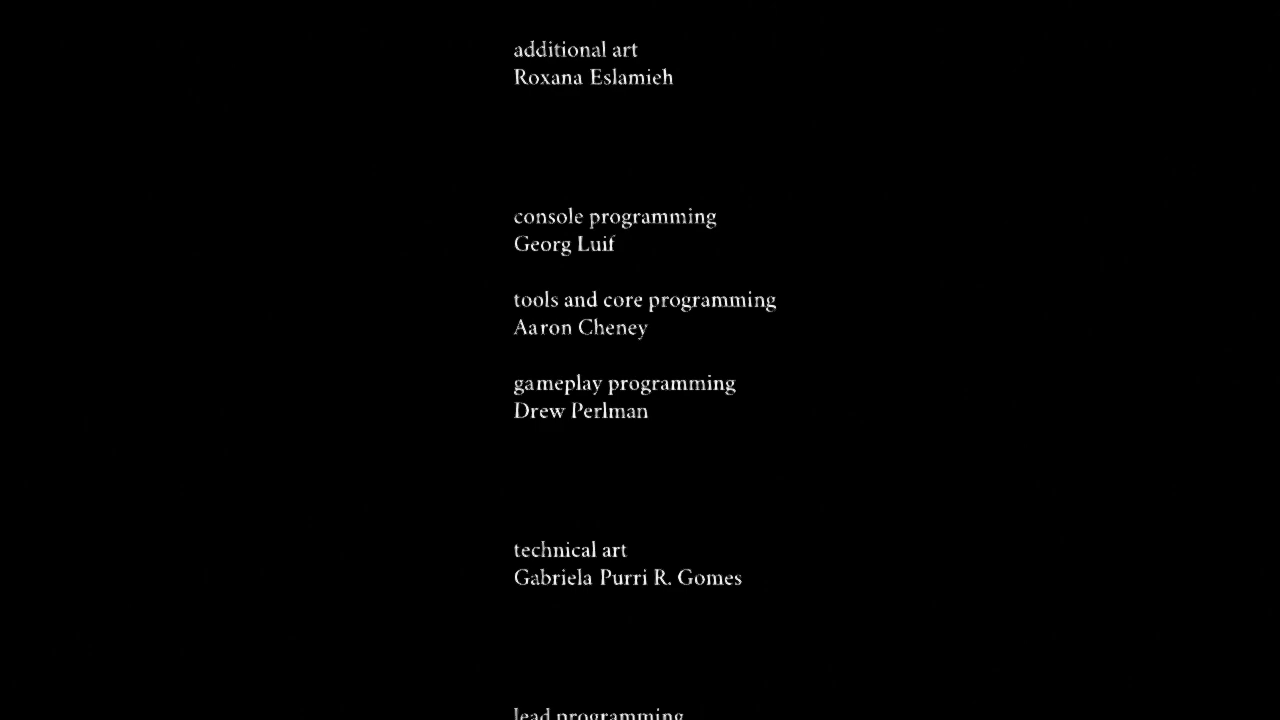 additional art
Roxana Eslamieh
console programming
Georg Luif
tools and core programming
Aaron Cheney
gameplay programming
Drew Perlman
technical art
Gabriela Purri R. Gomes
lead programming